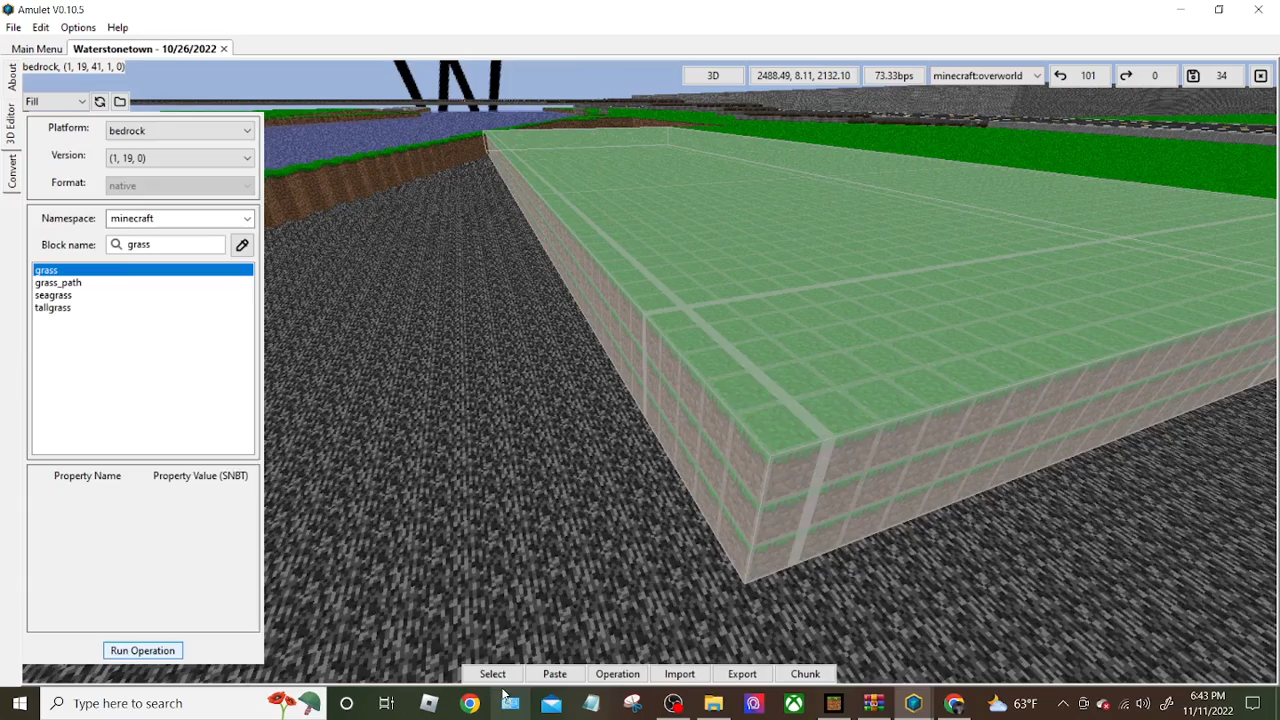 Amulet V0.10.5
File Edit Options Help
Main Menu Waterstonetown - 10/26/2022
bedrock, (1, 19, 41, 1, 0)
3D 2488.49, 8.11, 2132.10 73.33bps minecraft:overworld 101 0 34
About
3D Editor
Convert
Fill
Platform: bedrock
Version: (1, 19, 0)
Format: native
Namespace: minecraft
Block name: grass
grass
grass_path
seagrass
tallgrass
Property Name Property Value (SNBT)
Run Operation
Select Paste Operation Import Export Chunk
Type here to search
63°F
6:43 PM
11/11/2022